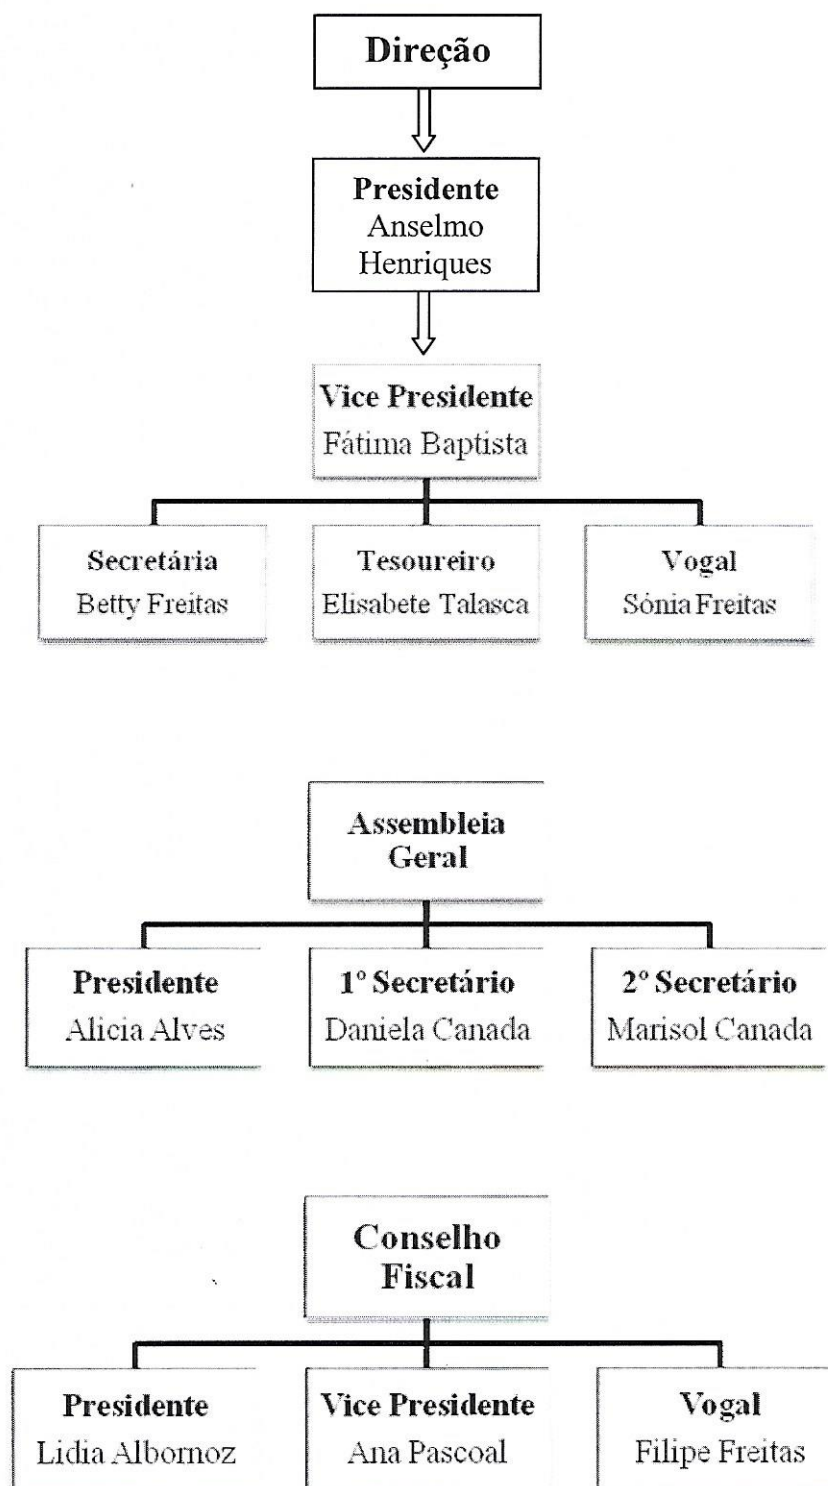 Direção
Presidente
Anselmo
Henriques
Vice Presidente
Fátima Baptista
Secretária
Betty Freitas
Tesoureiro
Elisabete Talasca
Vogal
Sónia Freitas
Assembleia
Geral
Presidente
Alicia Alves
1º Secretário
Daniela Canada
2º Secretário
Marisol Canada
Conselho
Fiscal
Presidente
Lidia Albornoz
Vice Presidente
Ana Pascoal
Vogal
Filipe Freitas